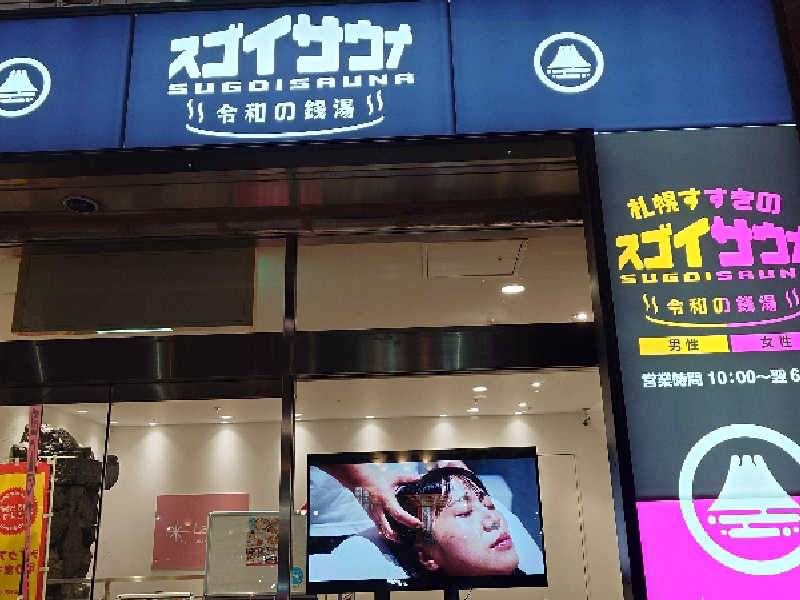 スゴイサウナ
SUGOISAUNA
令和の銭湯
札幌すすきの
スゴイサウナ
SUGOISAUN
令和の銭湯
男性 女性
営業時間 10:00〜翌6